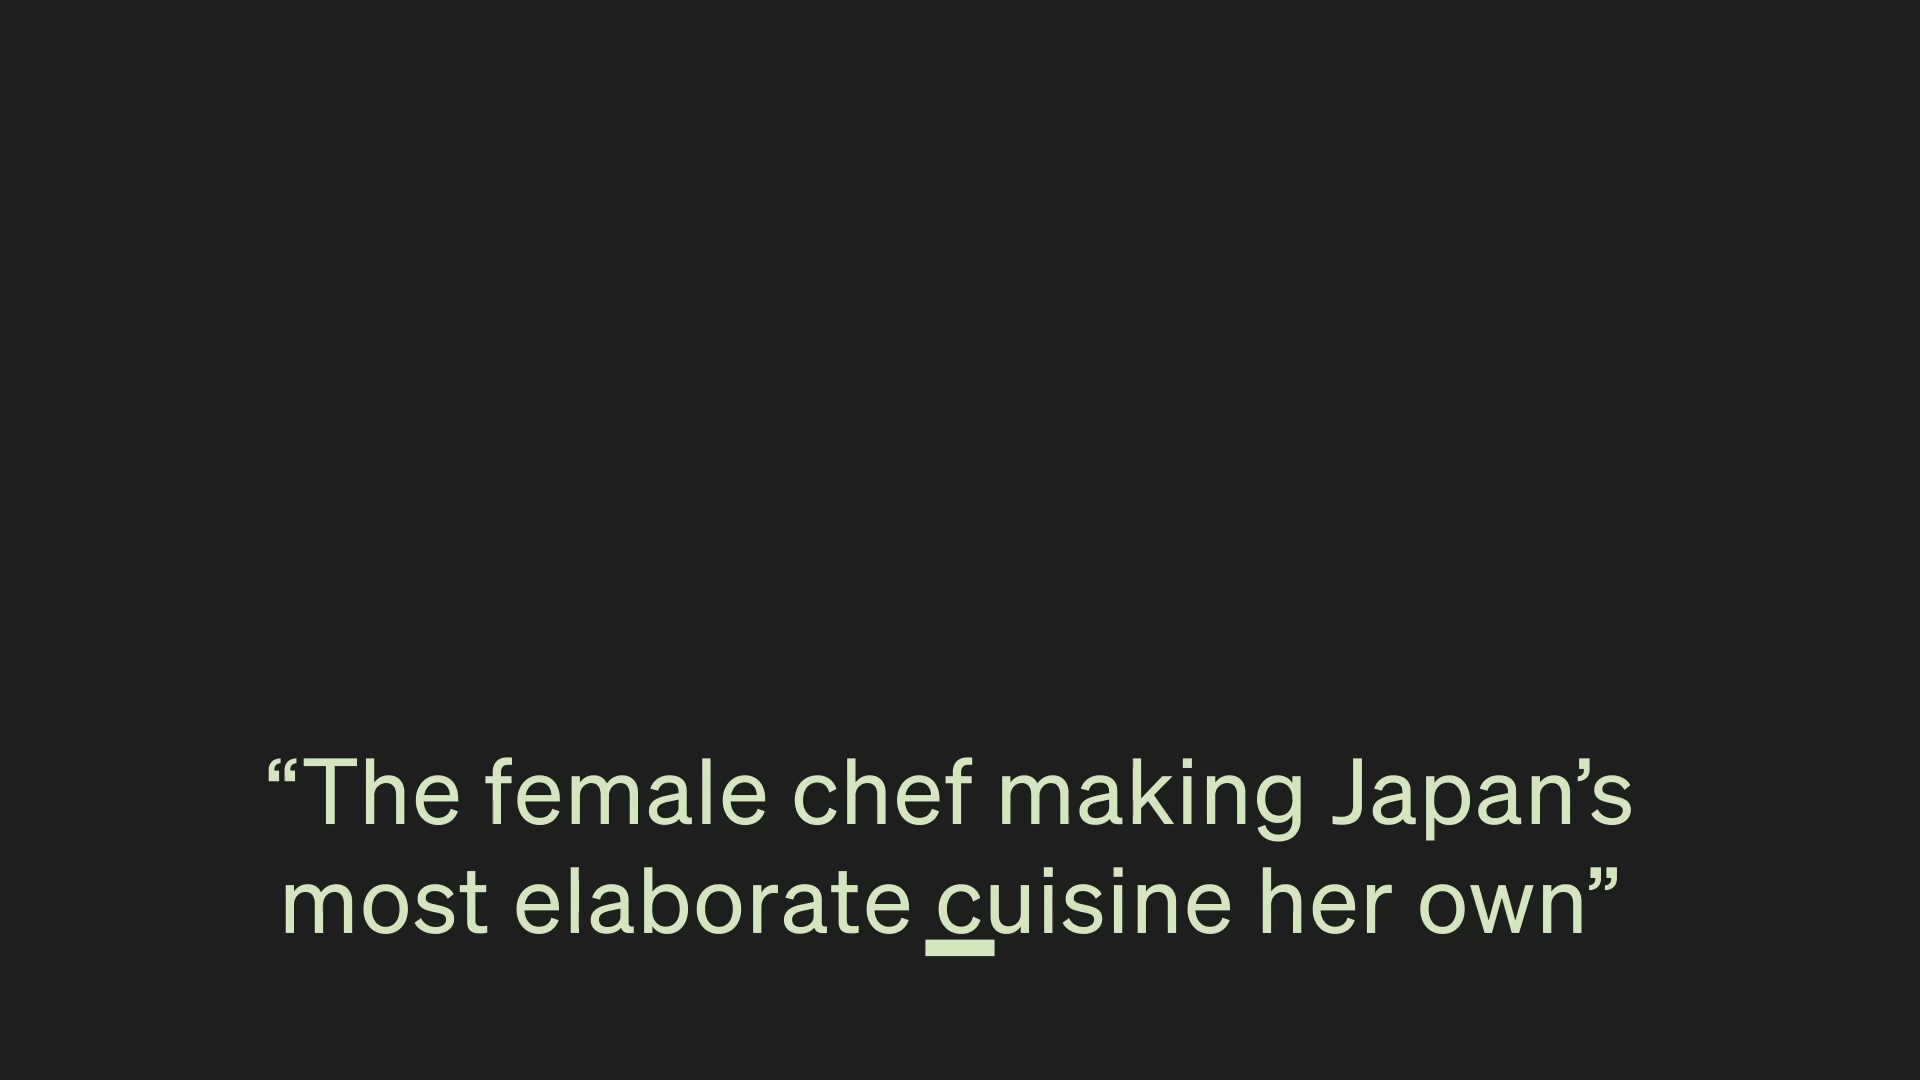 “The female chef making Japan’s
most elaborate cuisine her own”